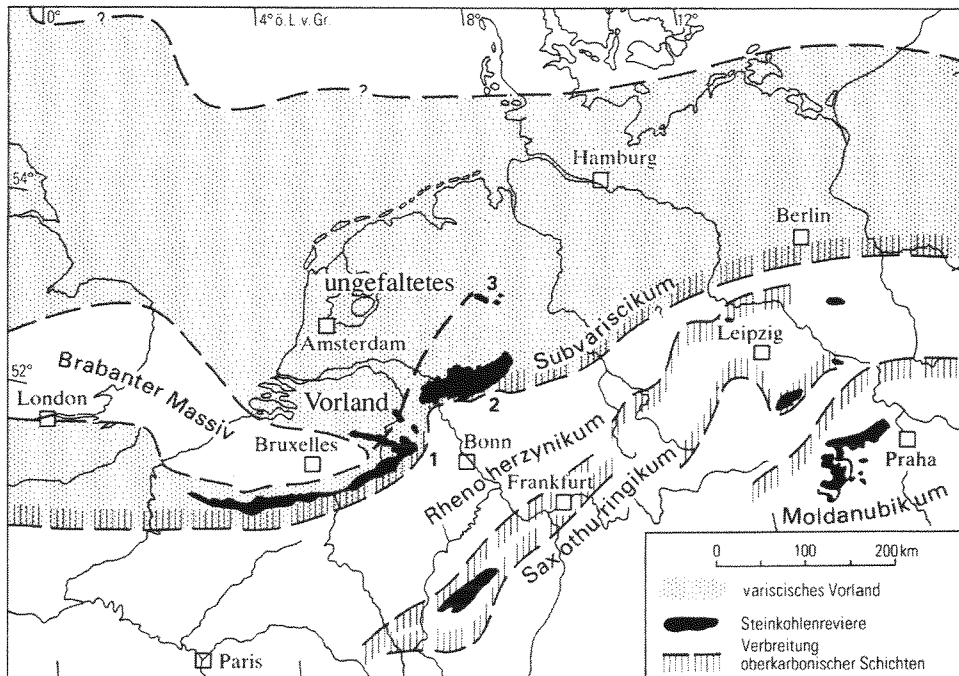 0°
4° ö. L v. Gr.
8°
12°
?
?
54°
Hamburg
Berlin
ungefaltetes
3
Amsterdam
Subvariscikum
?
Leipzig
Brabanter Massiv
52°
London
Vorland
2
Bruxelles
1
Bonn
Rhenoherzynikum
Frankfurt
Saxothuringikum
Praha
Moldanubikum
Paris
0 100 200 km
variscisches Vorland
Steinkohlenreviere
Verbreitung
oberkarbonischer Schichten